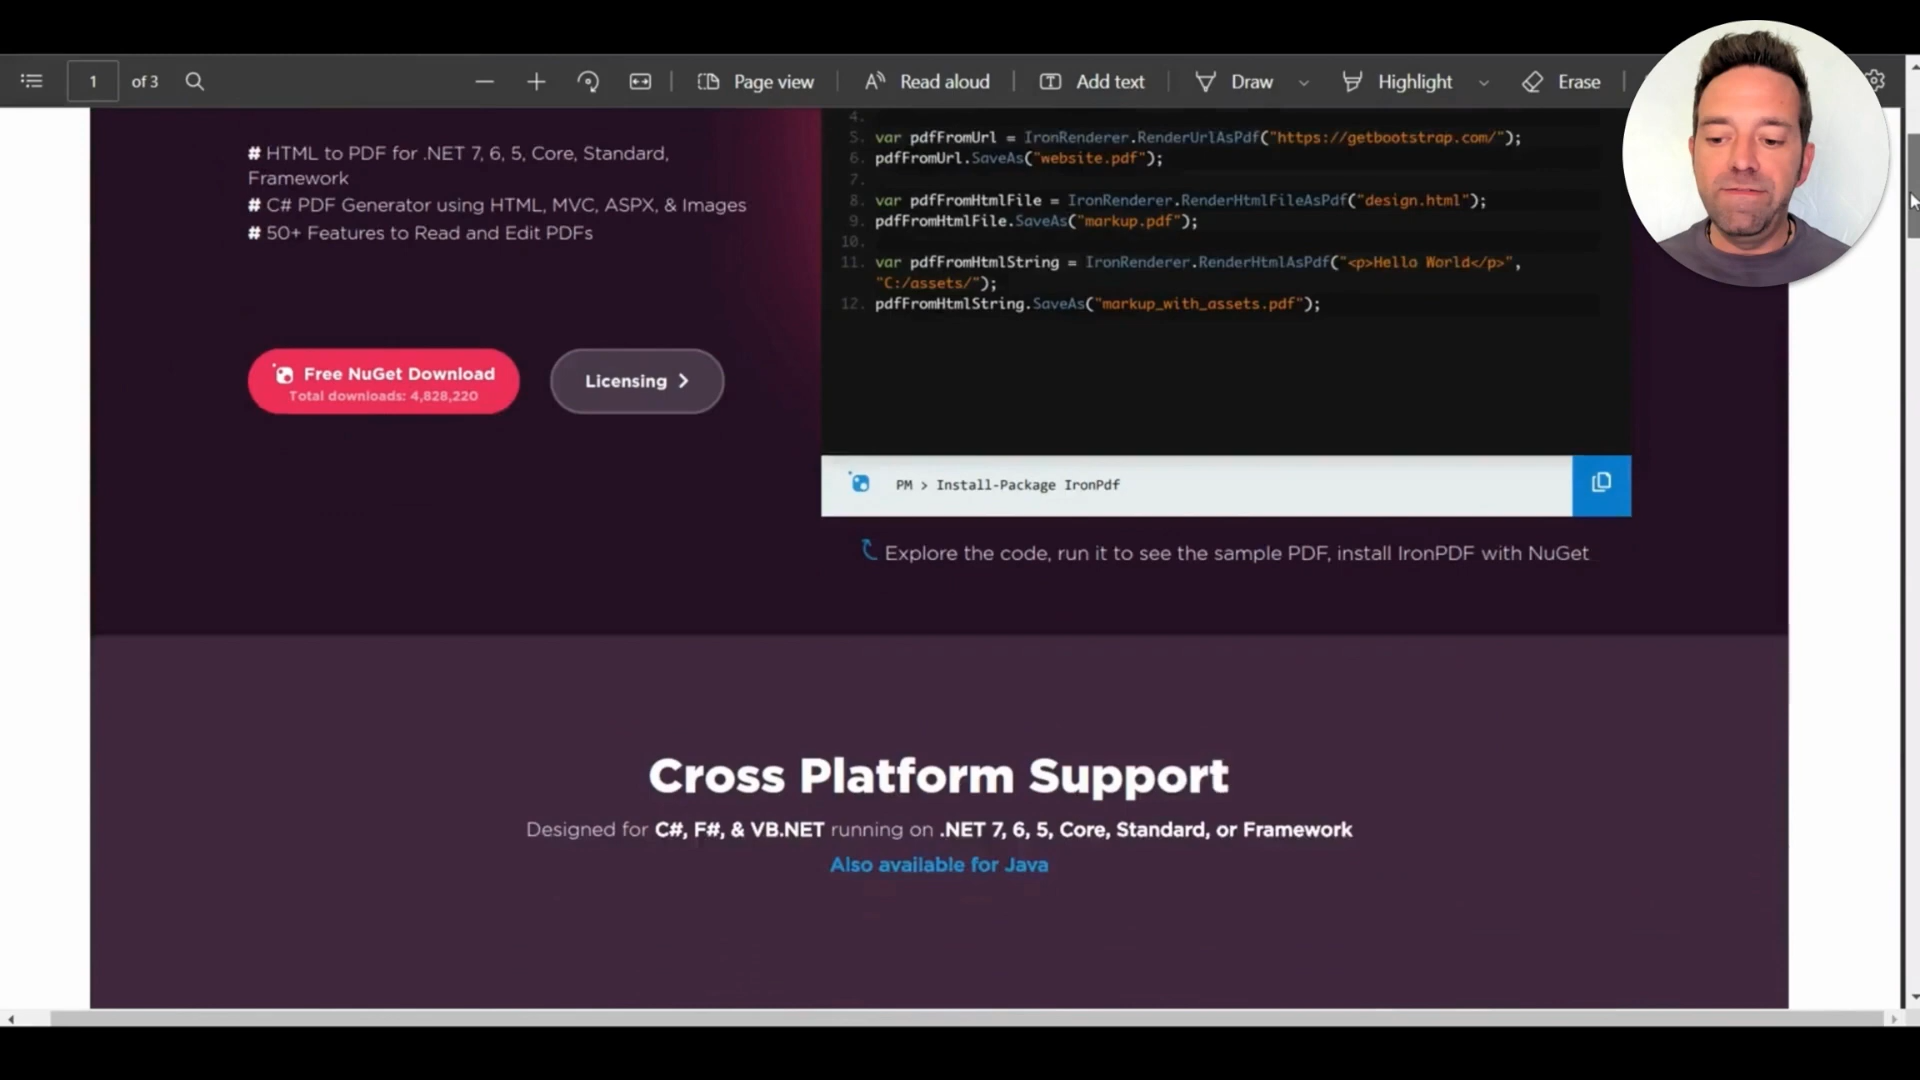 1 of 3 Page view Read aloud Add text Draw Highlight Erase
# HTML to PDF for .NET 7, 6, 5, Core, Standard,
Framework
# C# PDF Generator using HTML, MVC, ASPX, & Images
# 50+ Features to Read and Edit PDFs
Free NuGet Download
Total downloads: 4,828,220
Licensing
4.
5. var pdfFromUrl = IronRenderer.RenderUrlAsPdf("https://getbootstrap.com/");
6. pdfFromUrl.SaveAs("website.pdf");
7.
8. var pdfFromHtmlFile = IronRenderer.RenderHtmlFileAsPdf("design.html");
9. pdfFromHtmlFile.SaveAs("markup.pdf");
10.
11. var pdfFromHtmlString = IronRenderer.RenderHtmlAsPdf("<p>Hello World</p>",
"C:/assets/");
12. pdfFromHtmlString.SaveAs("markup_with_assets.pdf");
PM > Install-Package IronPdf
Explore the code, run it to see the sample PDF, install IronPDF with NuGet
Cross Platform Support
Designed for C#, F#, & VB.NET running on .NET 7, 6, 5, Core, Standard, or Framework
Also available for Java